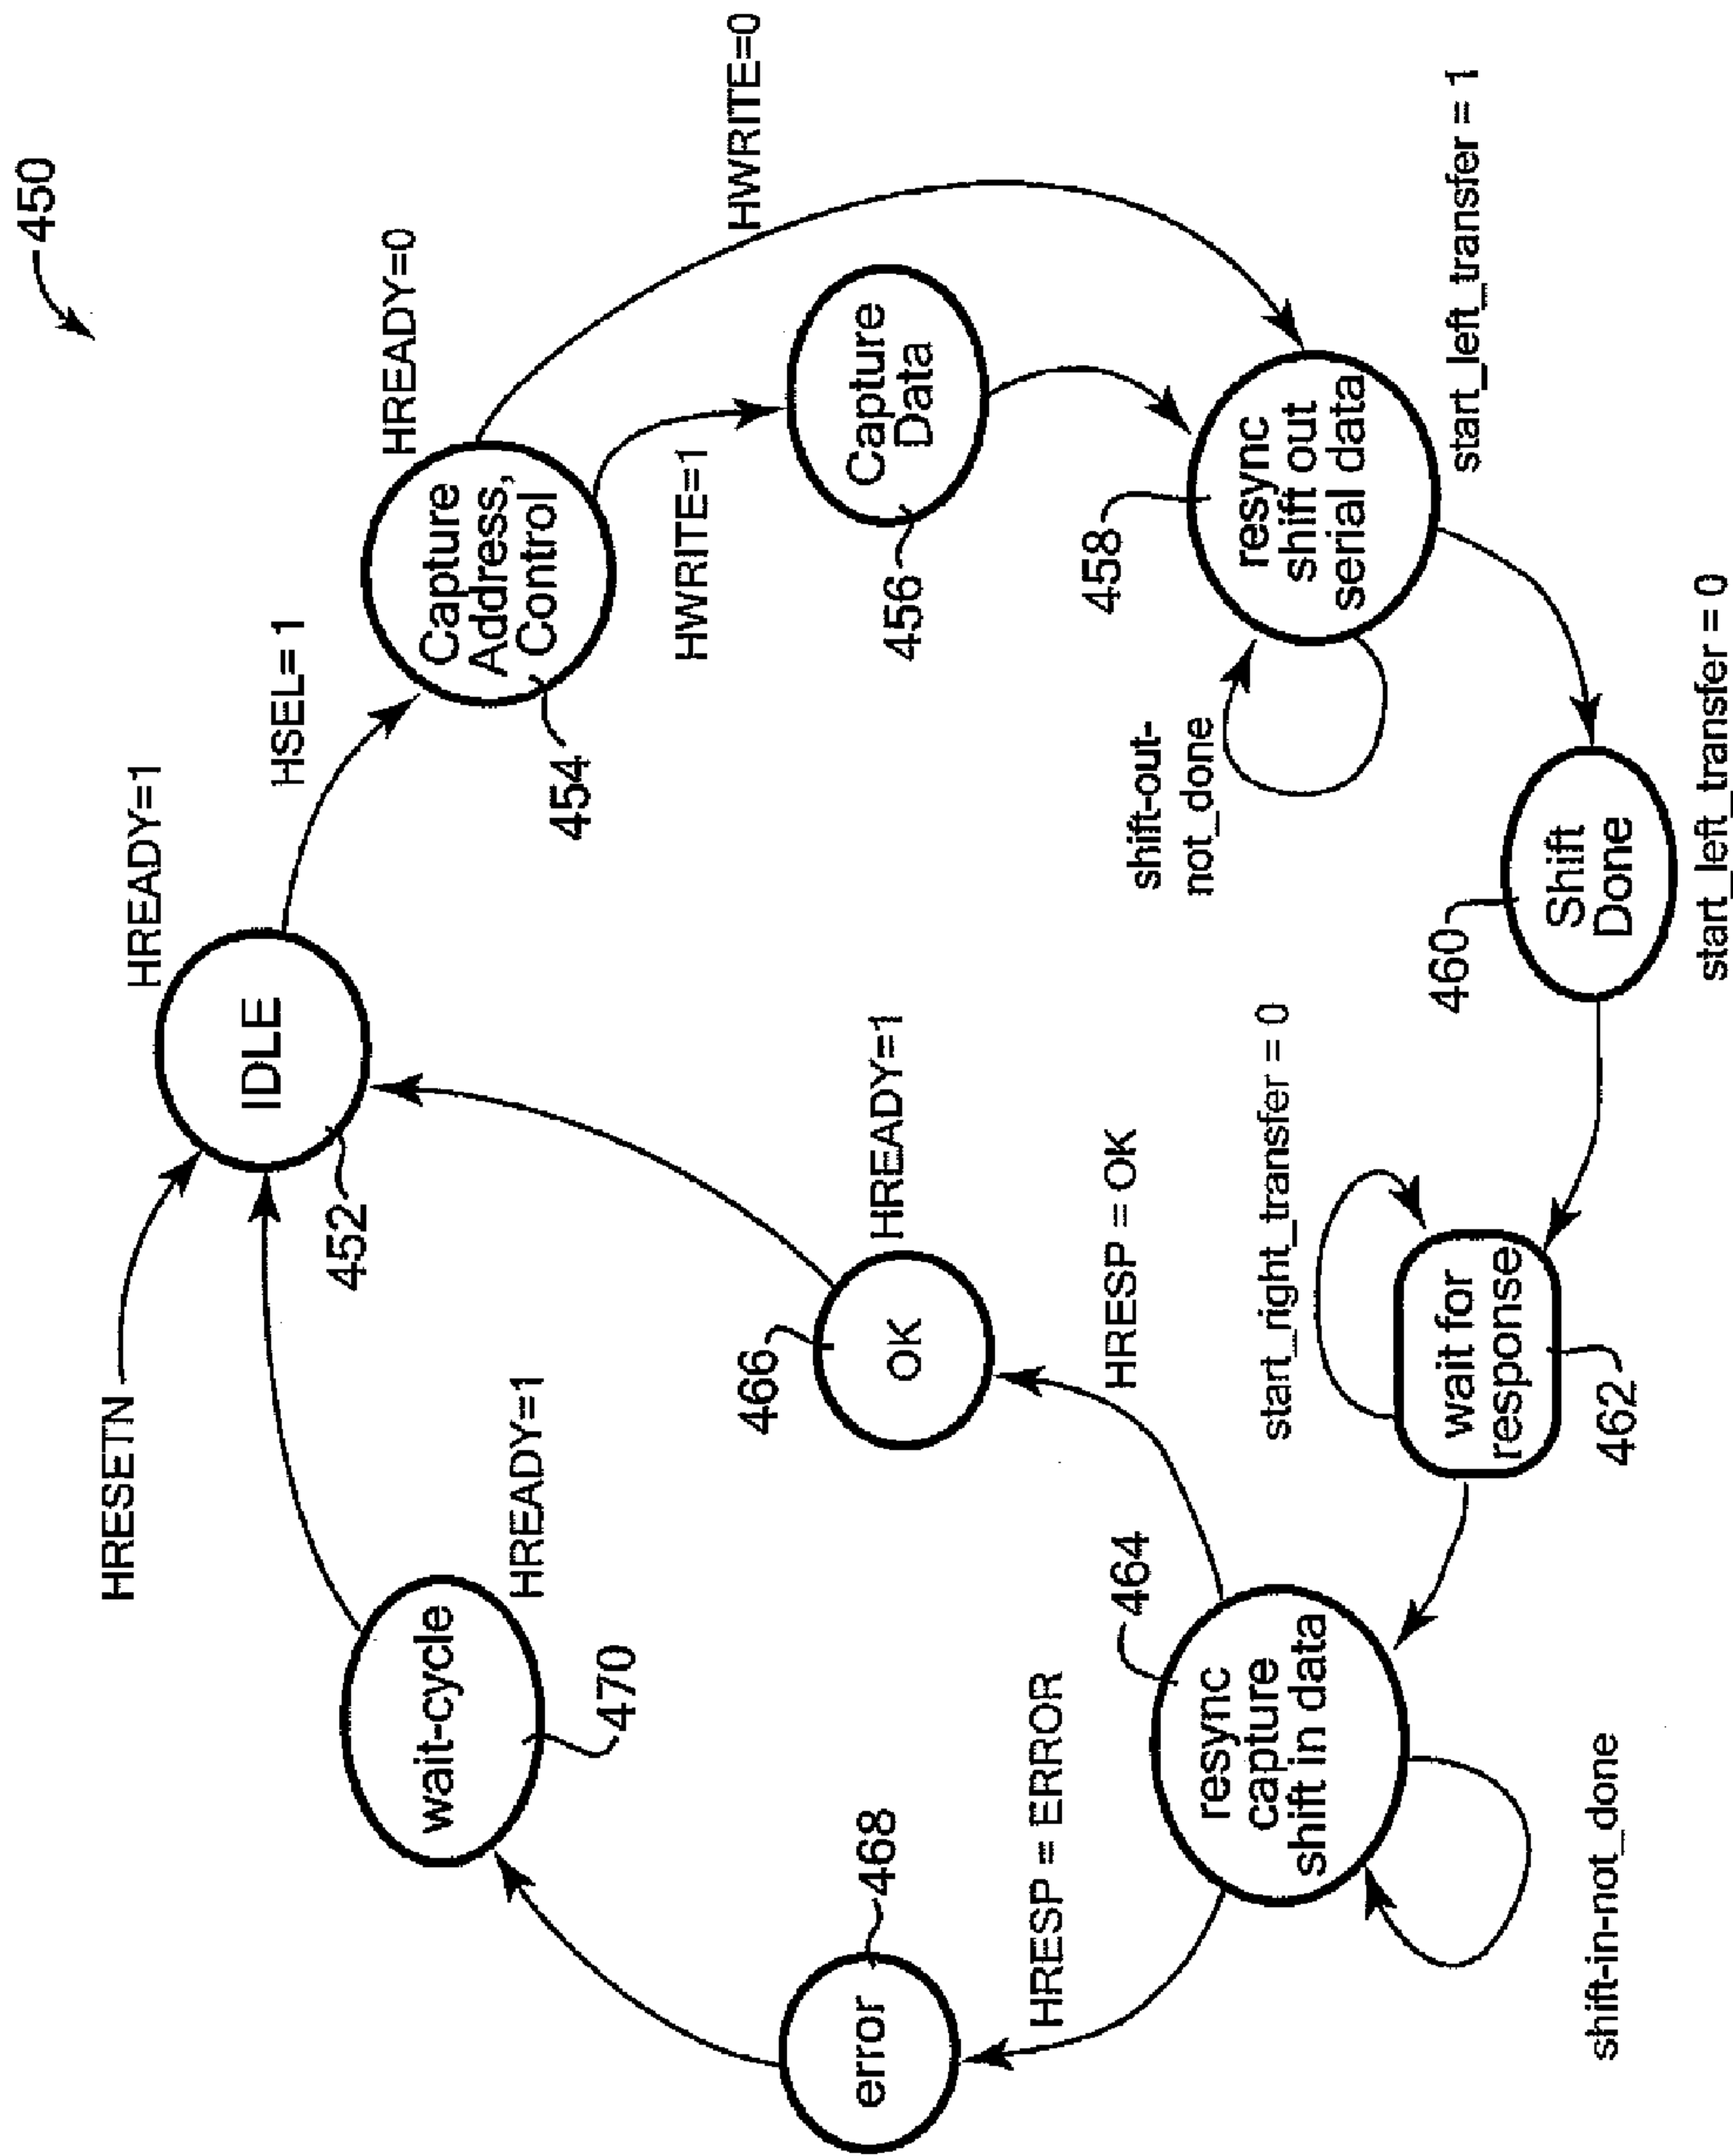 450
HRESETN
HREADY=1
IDLE
452
HSEL=1
HREADY=0
Capture
Address,
Control
454
HWRITE=0
HWRITE=1
Capture
Data
456
458
resync
shift out
serial data
start_left_transfer = 1
shift-out-
not_done
460
Shift
Done
start_left_transfer = 0
start_right_transfer = 0
wait for
response
462
464
resync
capture
shift in data
shift-in-not_done
HRESP = OK
466
OK
HREADY=1
HRESP = ERROR
468
error
wait-cycle
470
HREADY=1